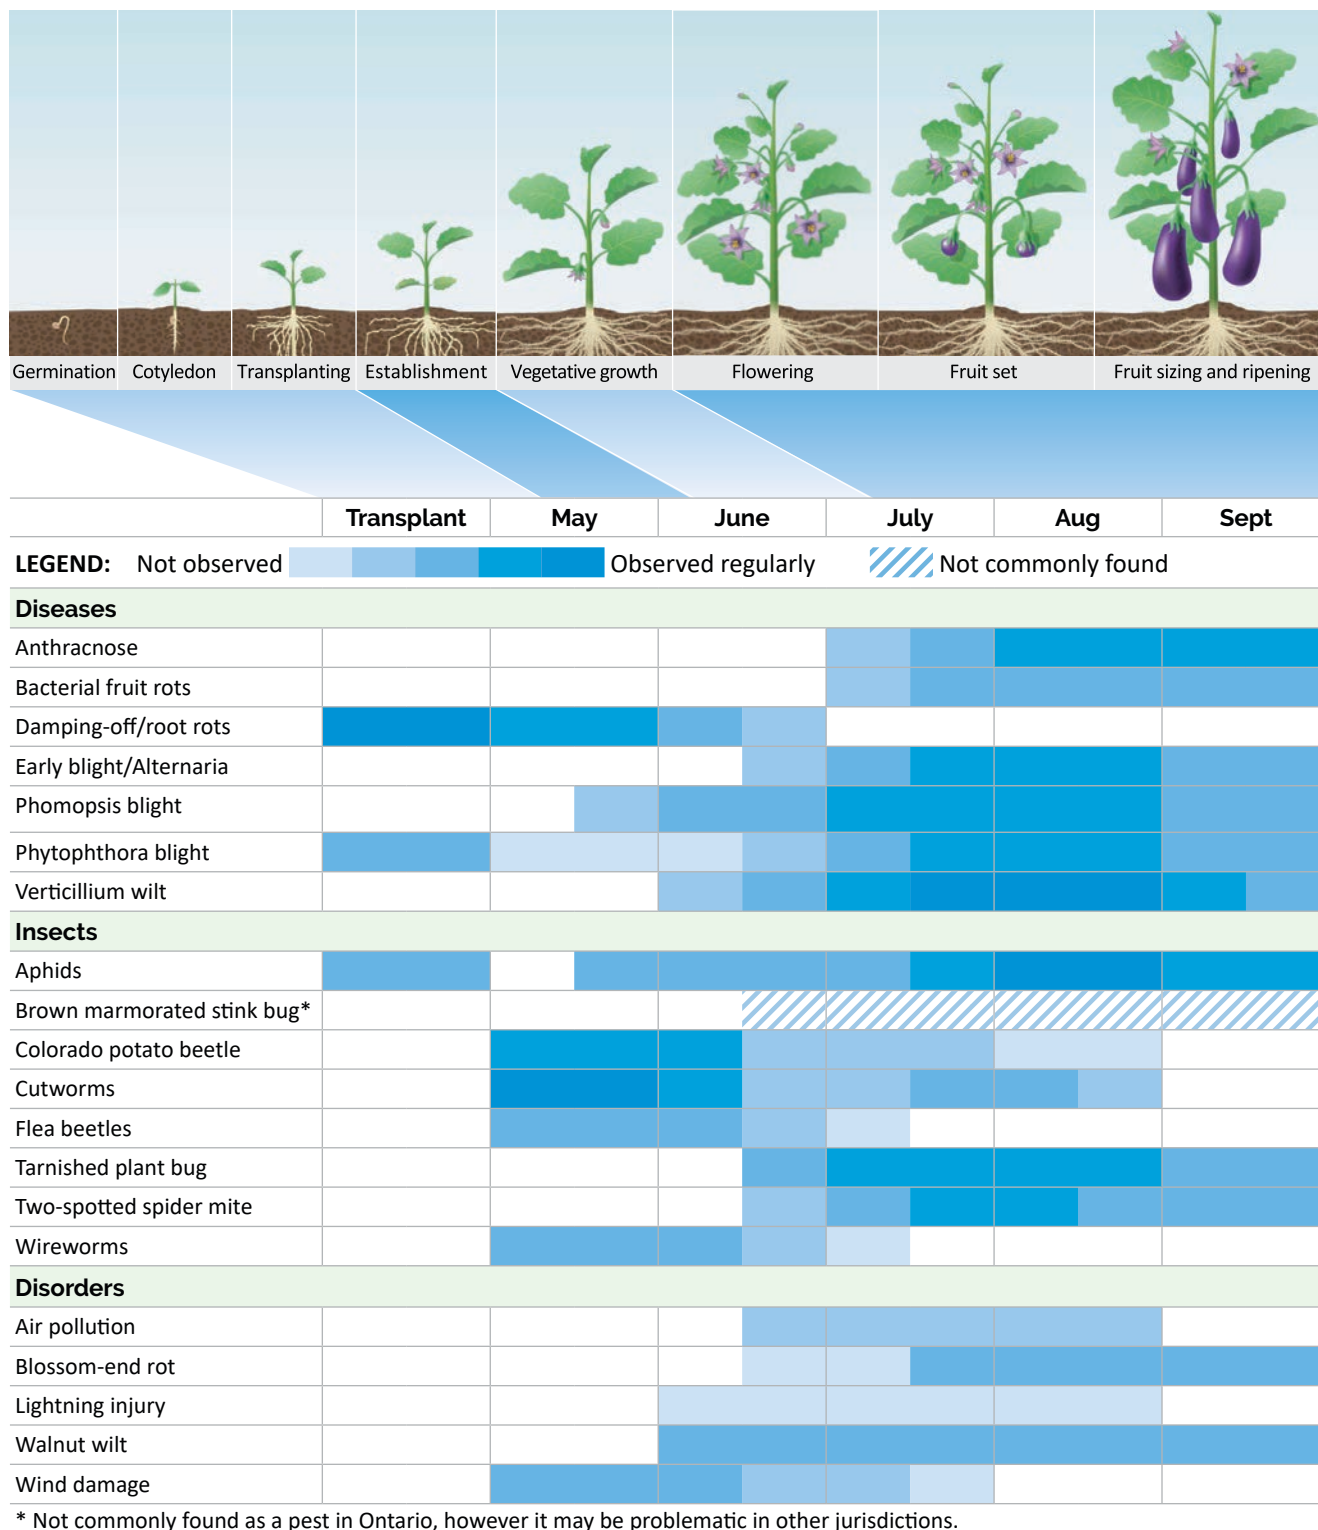 Germination Cotyledon Transplanting Establishment Vegetative growth Flowering Fruit set Fruit sizing and ripening
Transplant May June July Aug Sept
LEGEND: Not observed Observed regularly Not commonly found
Diseases
Anthracnose
Bacterial fruit rots
Damping-off/root rots
Early blight/Alternaria
Phomopsis blight
Phytophthora blight
Verticillium wilt
Insects
Aphids
Brown marmorated stink bug*
Colorado potato beetle
Cutworms
Flea beetles
Tarnished plant bug
Two-spotted spider mite
Wireworms
Disorders
Air pollution
Blossom-end rot
Lightning injury
Walnut wilt
Wind damage
* Not commonly found as a pest in Ontario, however it may be problematic in other jurisdictions.